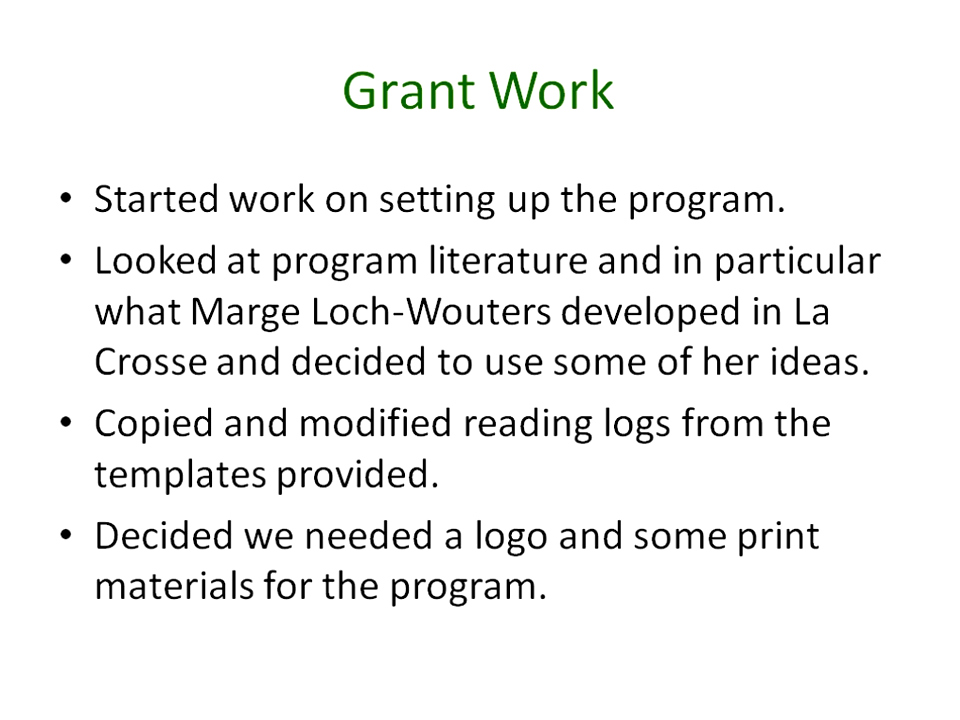 Grant Work
• Started work on setting up the program.
• Looked at program literature and in particular
what Marge Loch-Wouters developed in La
Crosse and decided to use some of her ideas.
• Copied and modified reading logs from the
templates provided.
• Decided we needed a logo and some print
materials for the program.